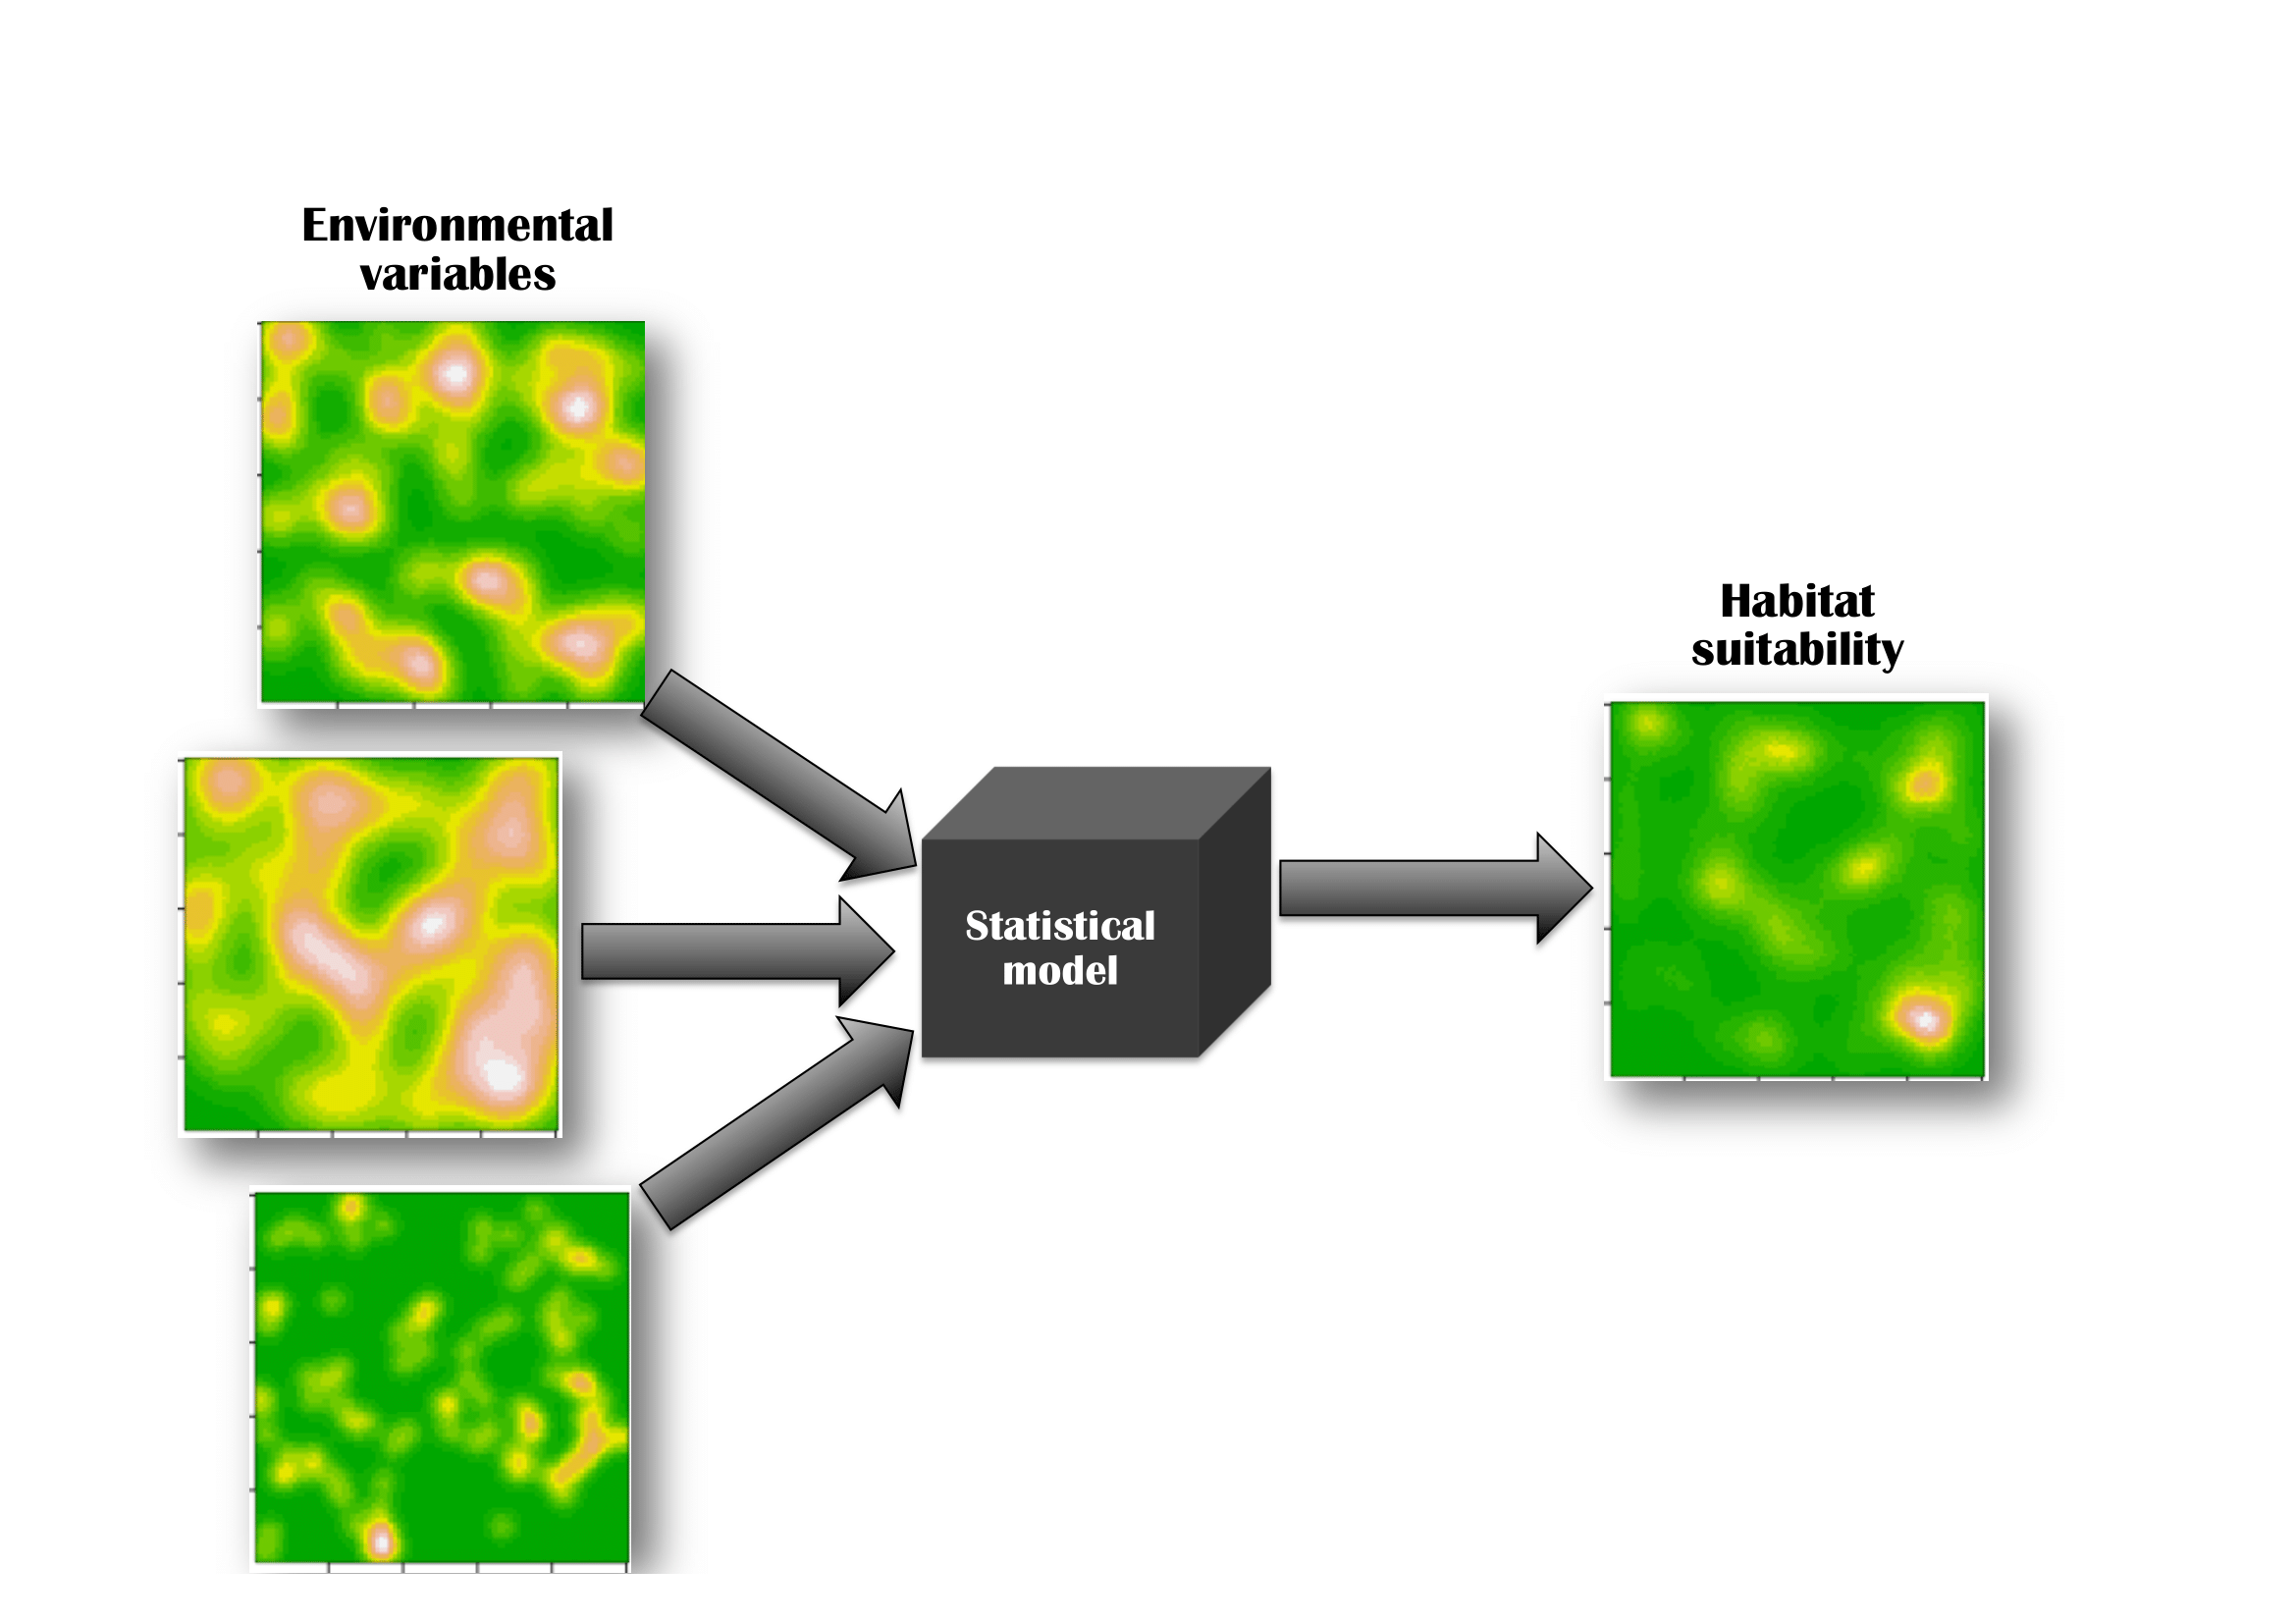 Environmental
variables
Habitat
suitability
Statistical
model